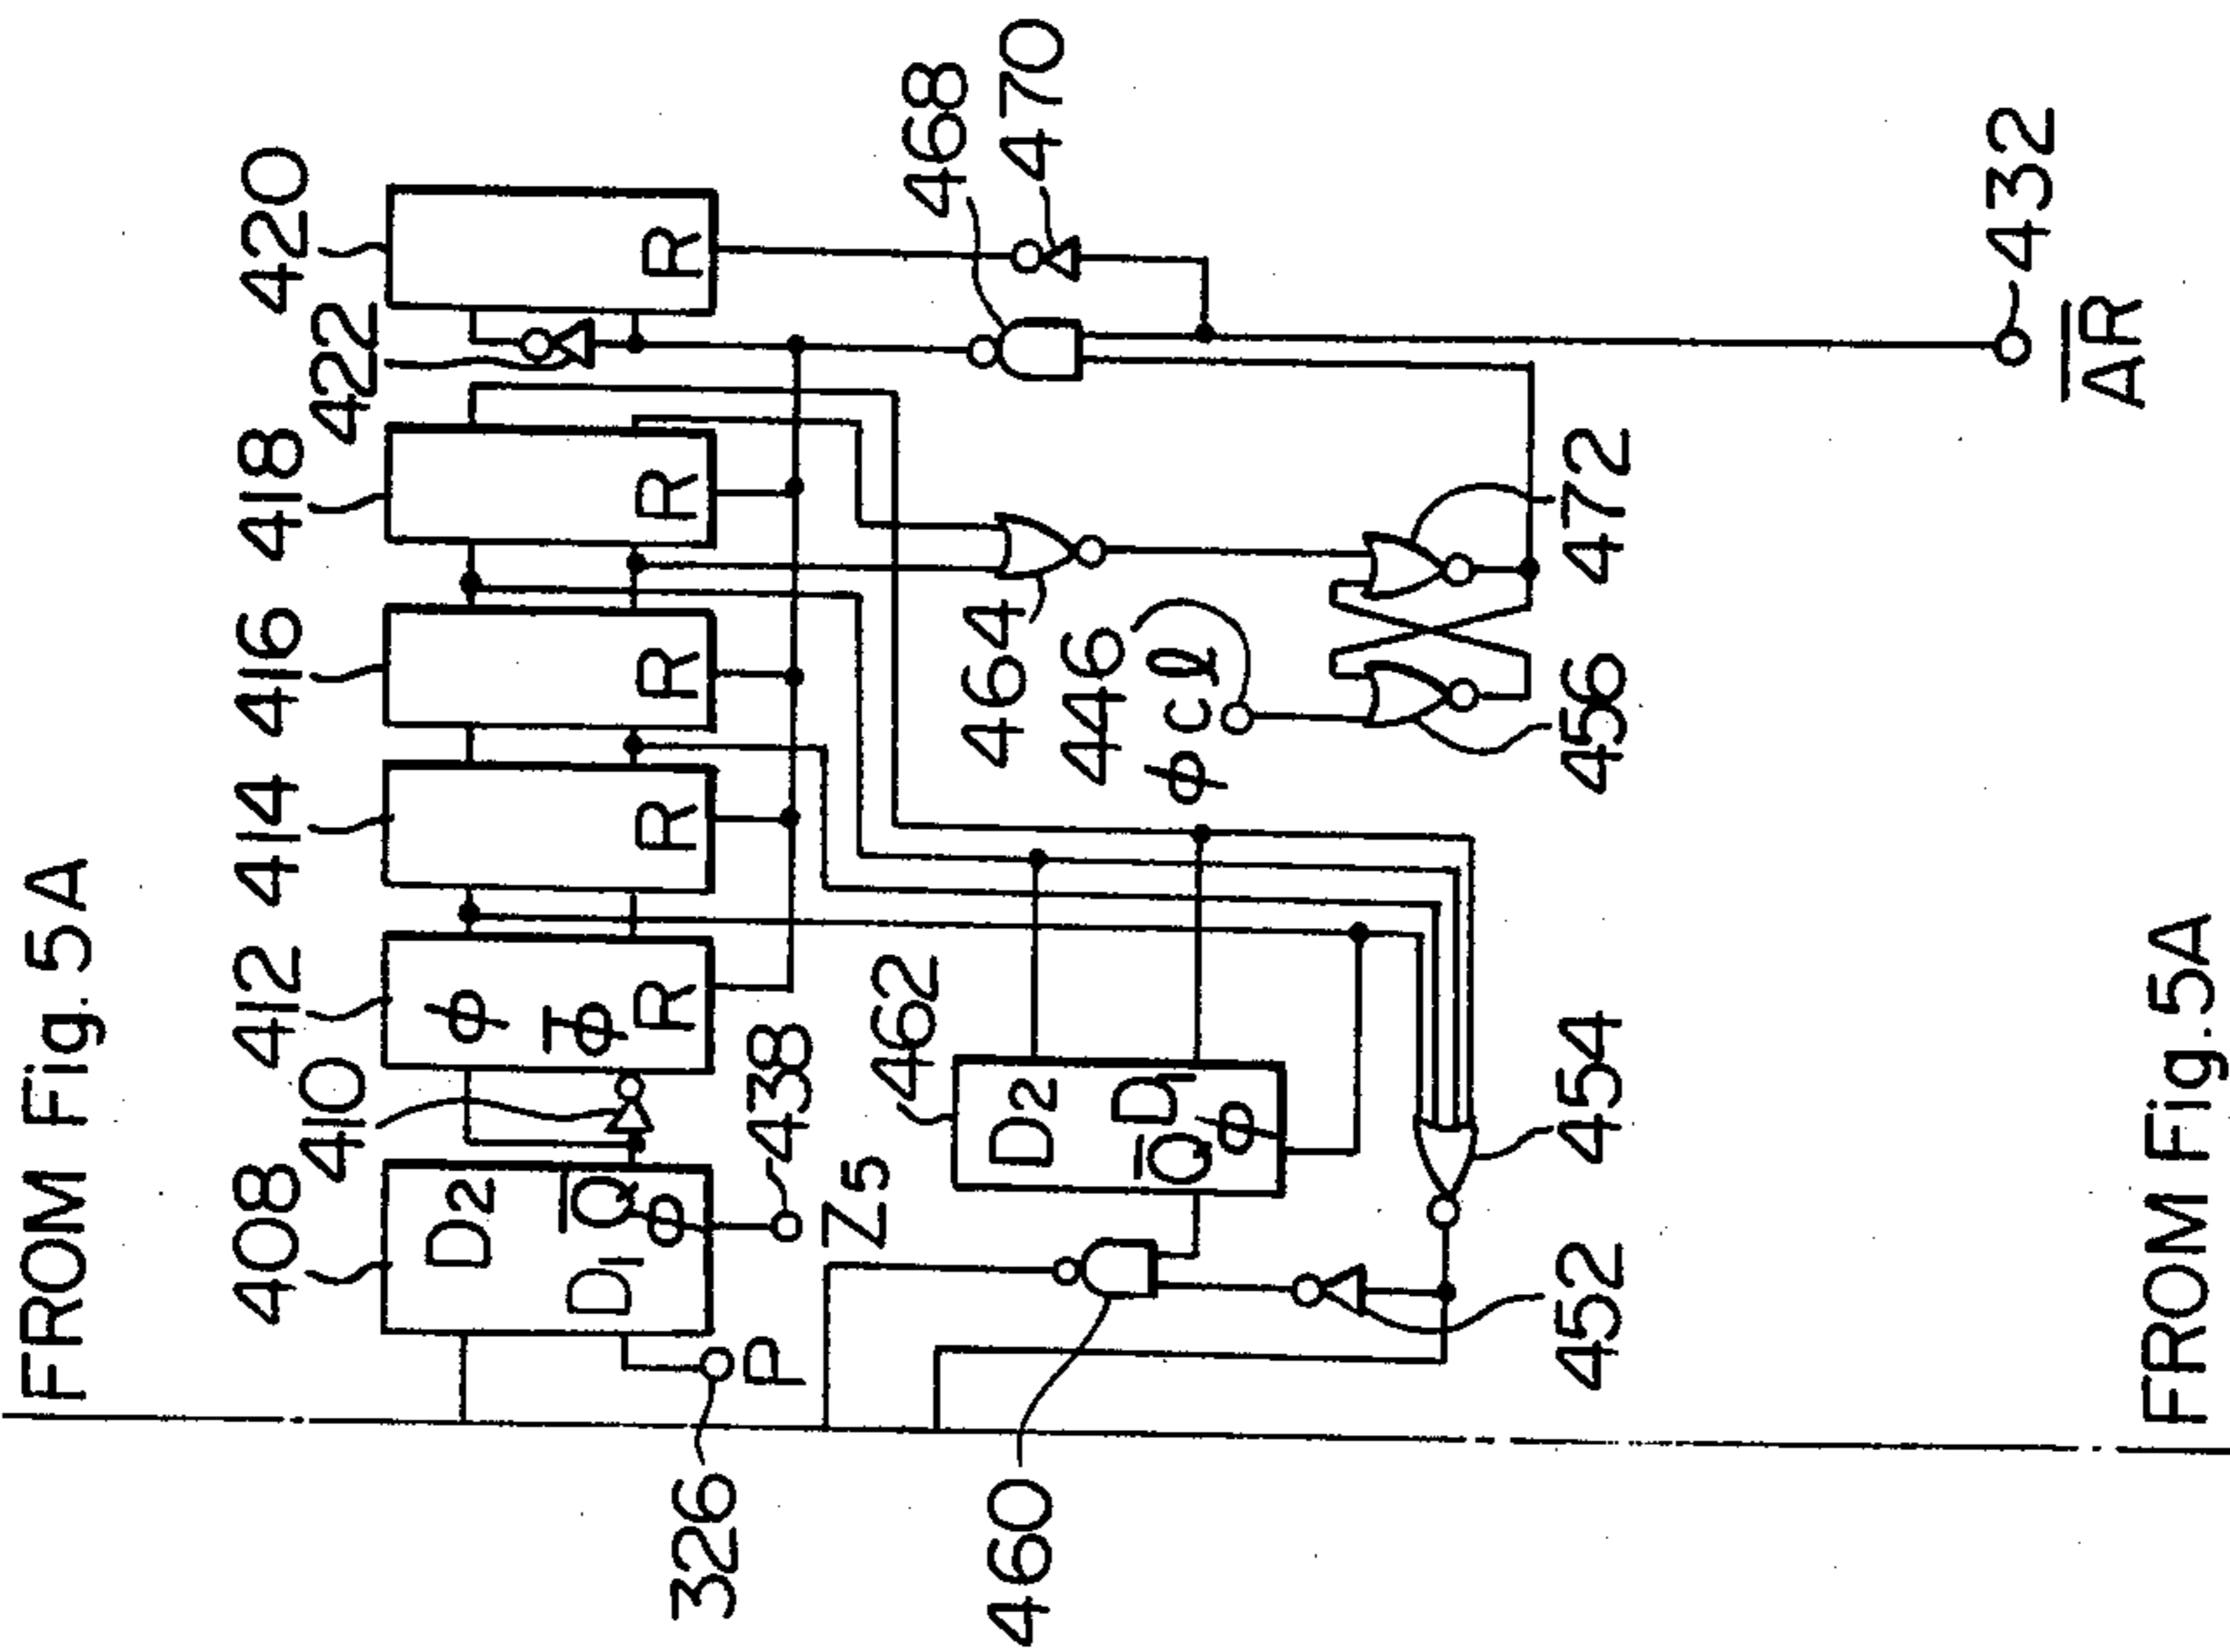 FROM Fig. 5A
408
410
412
414
416
418
422
420
D2
D1
Q̅
ϕ
ϕ
ϕ̅
R
R
R
R
R
326
P
438
Z5
462
D2
D1
Q̅
ϕ
464
446
ϕcℓ
468
470
460
452
454
456
472
432
A̅R̅
FROM Fig. 5A